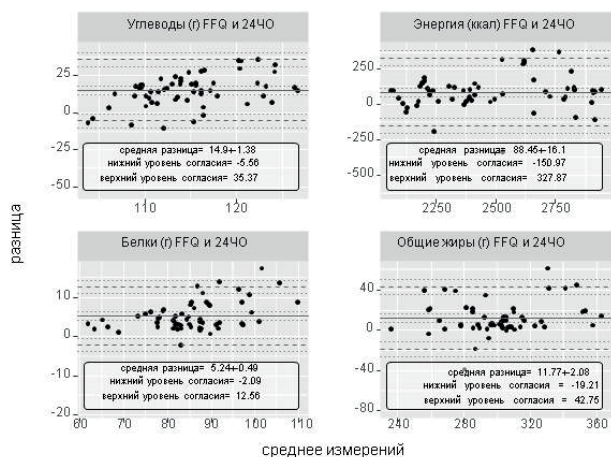 Углеводы (г) FFQ и 24ЧО
25
0
-25
-50
110
120
средняя разница= 14.9+-1.38
нижний уровень согласия= -5.56
верхний уровень согласия= 35.37
Энергия (ккал) FFQ и 24ЧО
250
0
-250
-500
2250
2500
2750
средняя разница= 88.45+-16.1
нижний уровень согласия= -150.97
верхний уровень согласия= 327.87
разница
Белки (г) FFQ и 24ЧО
10
0
-10
-20
60
70
80
90
100
110
средняя разница= 5.24+-0.49
нижний уровень согласия= -2.09
верхний уровень согласия= 12.56
Общие жиры (г) FFQ и 24ЧО
40
0
-40
-80
240
270
300
330
360
средняя разница= 11.77+-2.08
нижний уровень согласия = -19.21
верхний уровень согласия = 42.75
среднее измерений